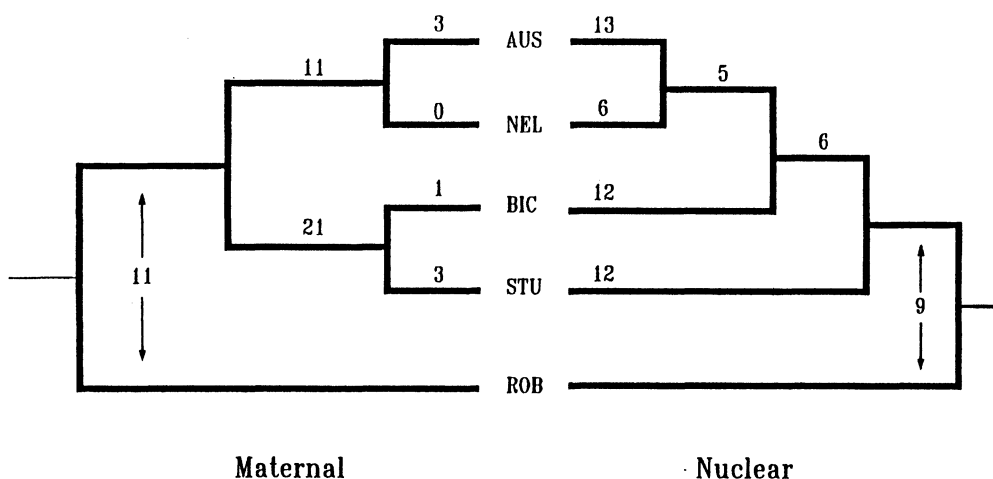 3 AUS 13
11 5
0 NEL 6
6
1 BIC 12
21
3 STU 12
11 9
ROB
Maternal Nuclear